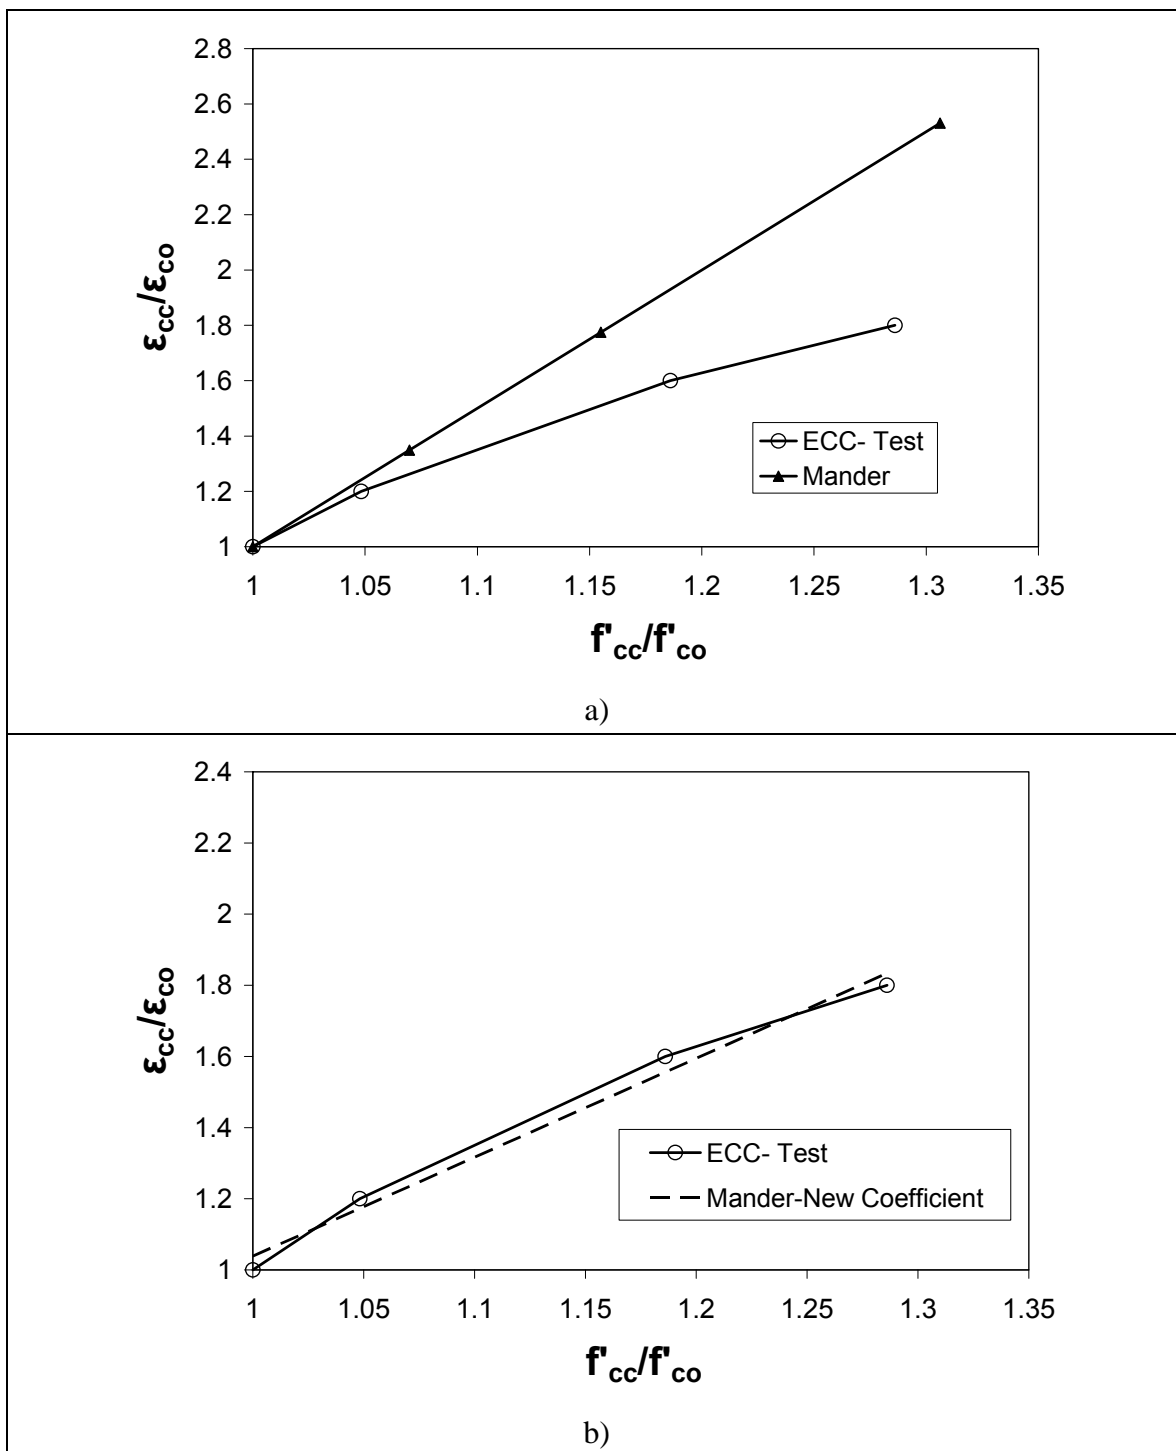 2.8
2.6
2.4
2.2
2
1.8
1.6
1.4
1.2
1
εcc/εco
ECC- Test
Mander
1 1.05 1.1 1.15 1.2 1.25 1.3 1.35
f'cc/f'co
a)
2.4
2.2
2
1.8
1.6
1.4
1.2
1
εcc/εco
ECC- Test
Mander-New Coefficient
1 1.05 1.1 1.15 1.2 1.25 1.3 1.35
f'cc/f'co
b)